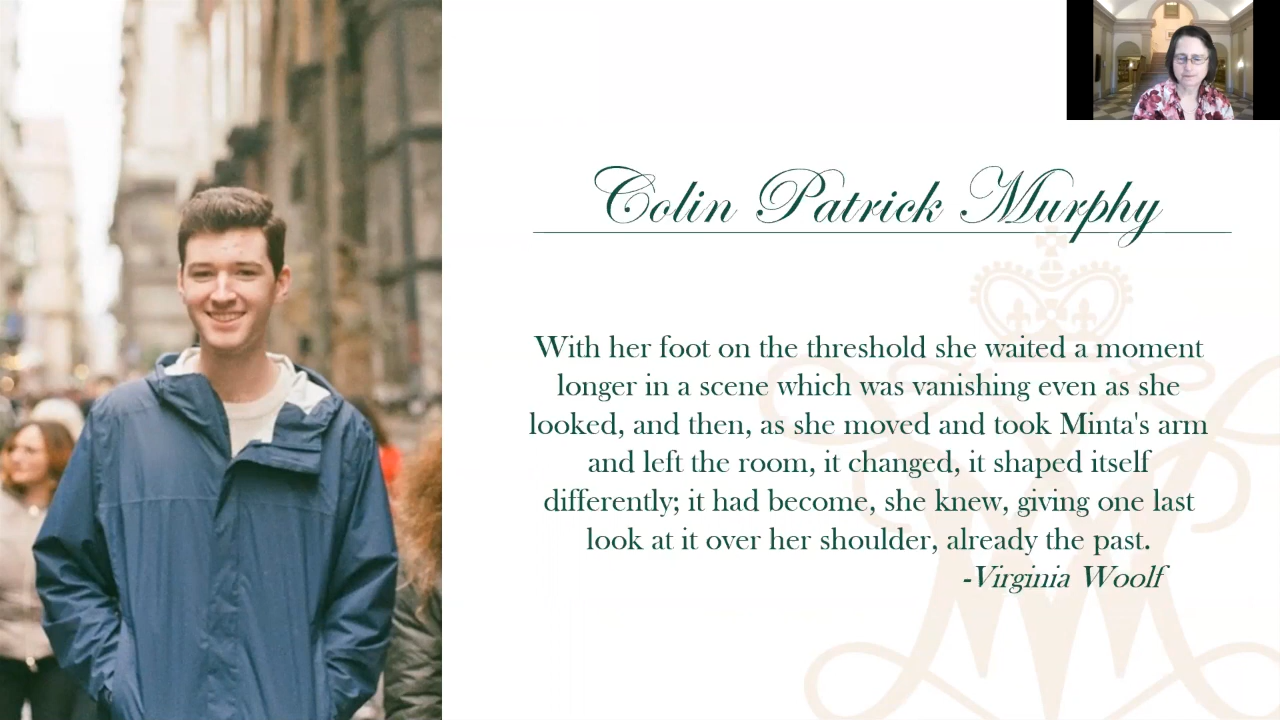 Colin Patrick Murphy
With her foot on the threshold she waited a moment
longer in a scene which was vanishing even as she
looked, and then, as she moved and took Minta's arm
and left the room, it changed, it shaped itself
differently; it had become, she knew, giving one last
look at it over her shoulder, already the past.
-Virginia Woolf